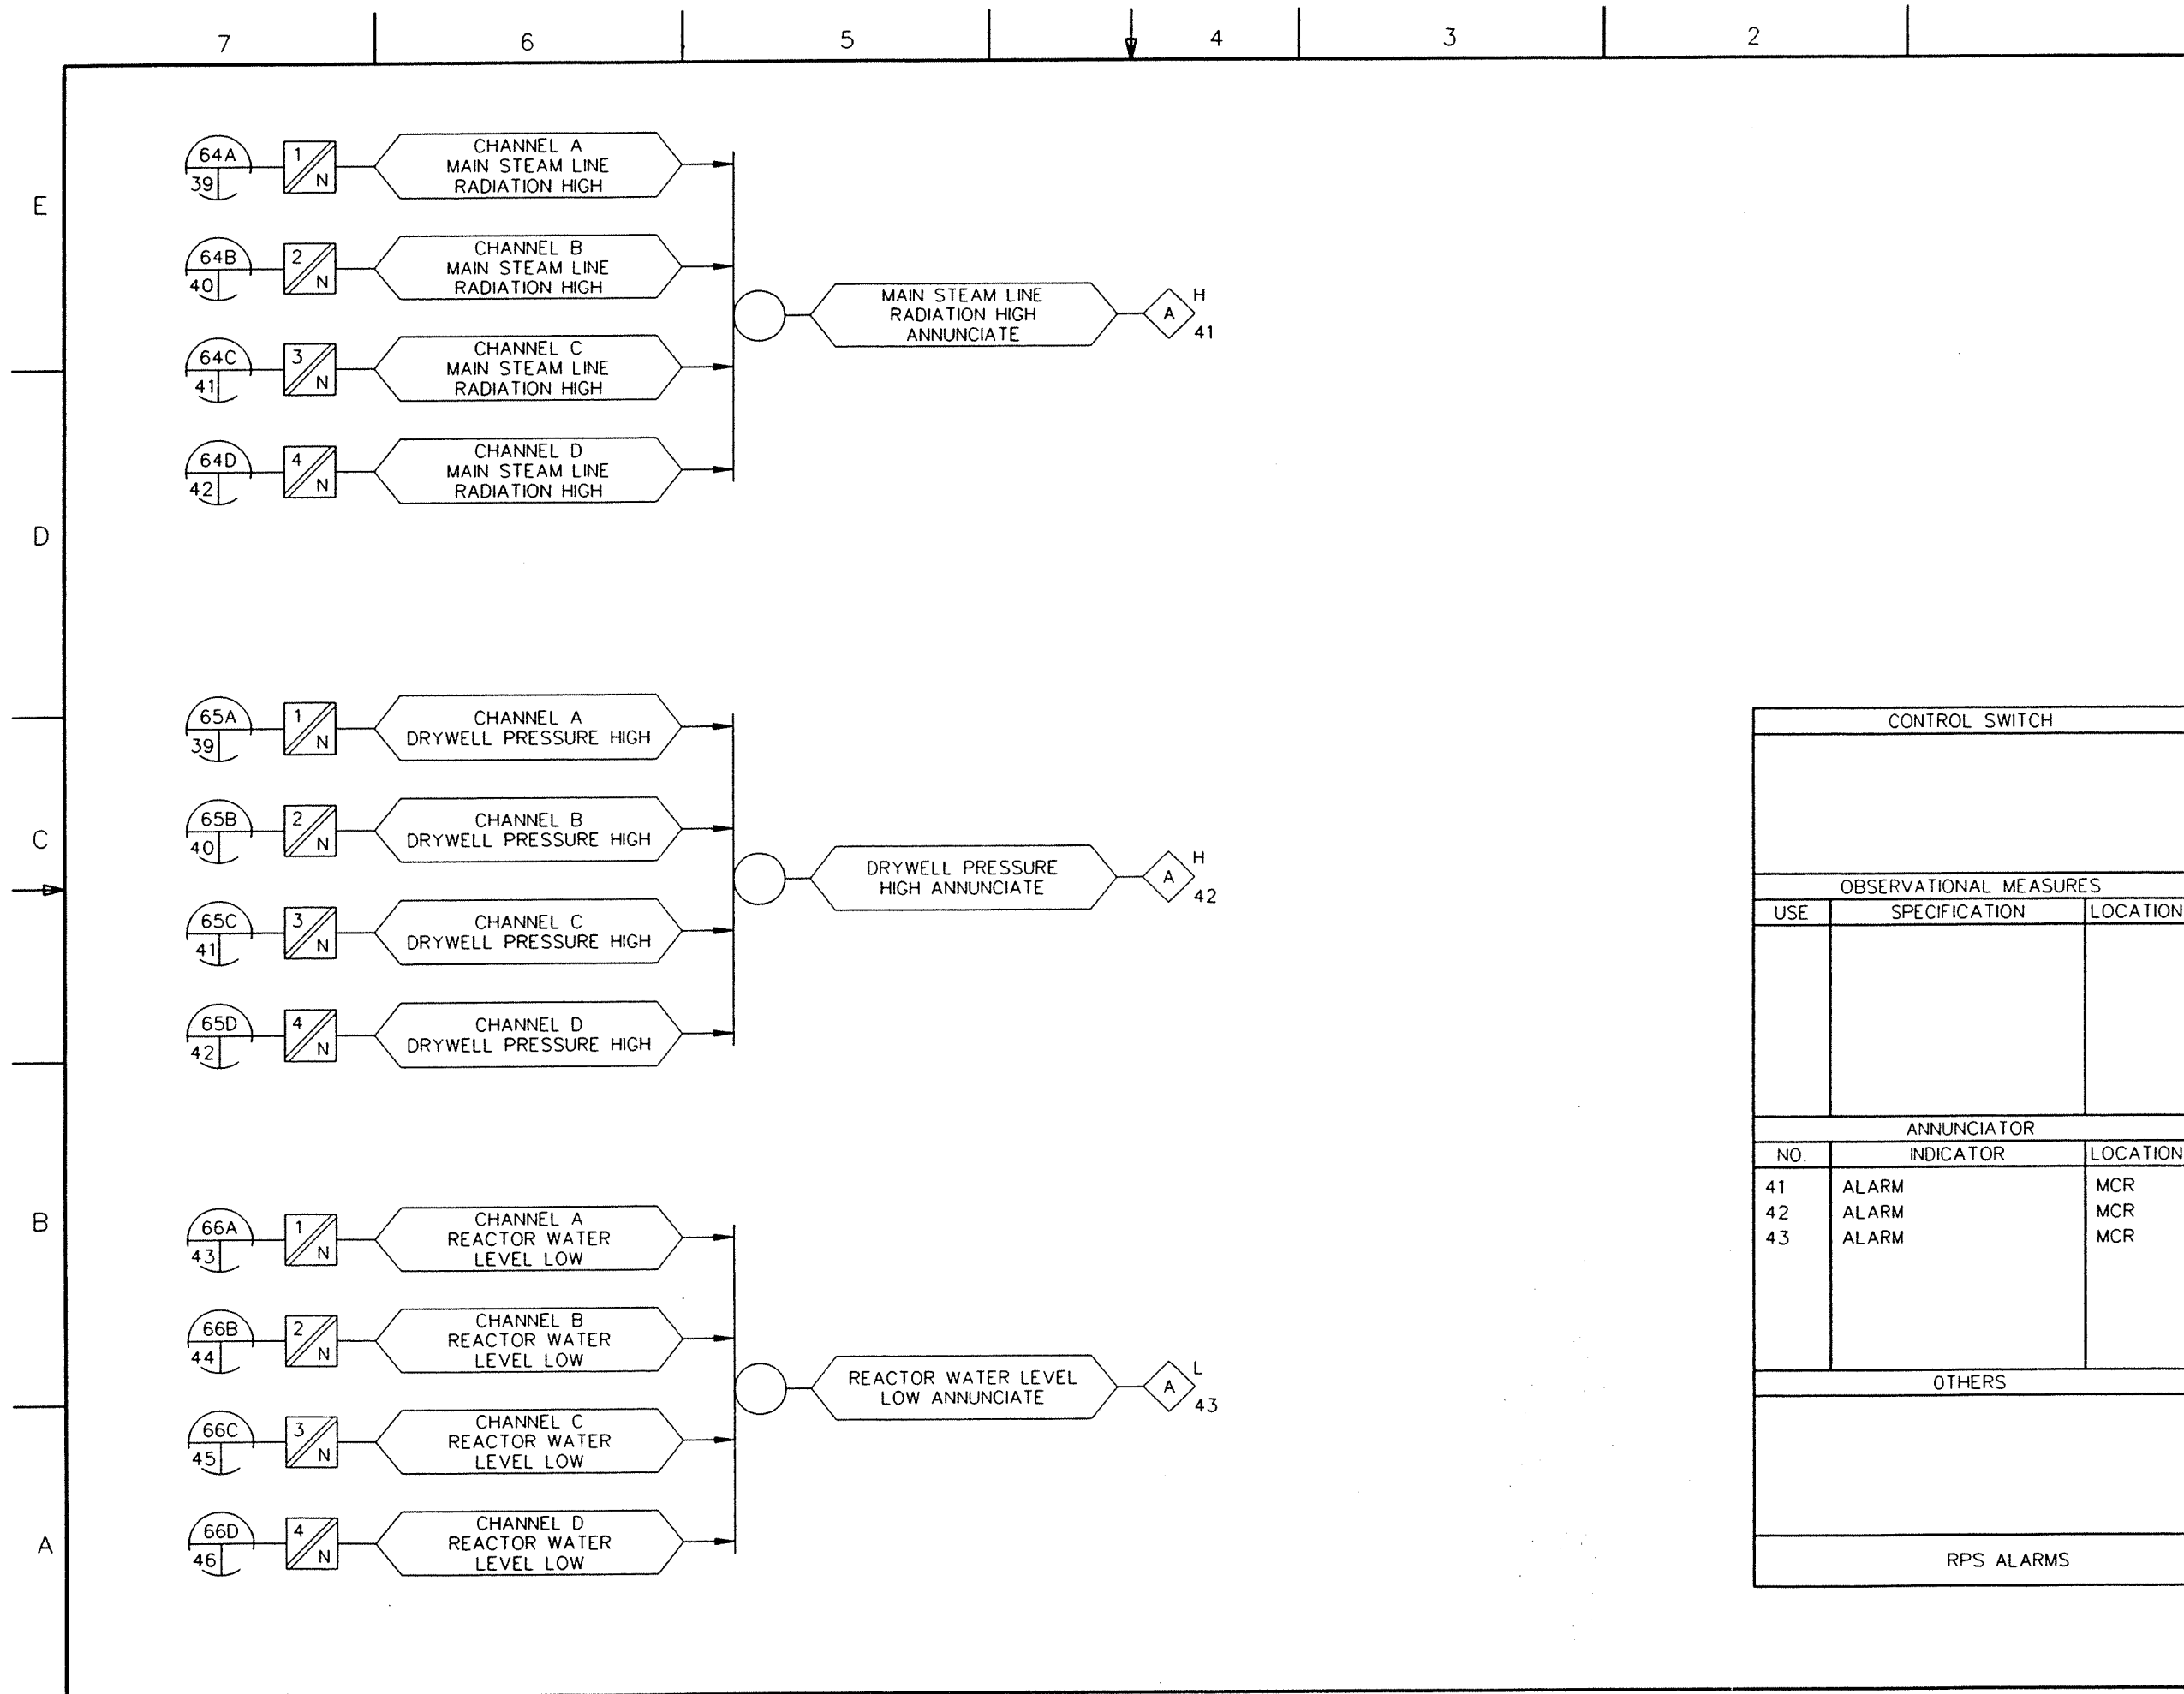 7 6 5 4 3 2
E
D
C
B
A
64A
39
1
N
CHANNEL A
MAIN STEAM LINE
RADIATION HIGH
64B
40
2
N
CHANNEL B
MAIN STEAM LINE
RADIATION HIGH
64C
41
3
N
CHANNEL C
MAIN STEAM LINE
RADIATION HIGH
64D
42
4
N
CHANNEL D
MAIN STEAM LINE
RADIATION HIGH
MAIN STEAM LINE
RADIATION HIGH
ANNUNCIATE
A
H
41
65A
39
1
N
CHANNEL A
DRYWELL PRESSURE HIGH
65B
40
2
N
CHANNEL B
DRYWELL PRESSURE HIGH
65C
41
3
N
CHANNEL C
DRYWELL PRESSURE HIGH
65D
42
4
N
CHANNEL D
DRYWELL PRESSURE HIGH
DRYWELL PRESSURE
HIGH ANNUNCIATE
A
H
42
66A
43
1
N
CHANNEL A
REACTOR WATER
LEVEL LOW
66B
44
2
N
CHANNEL B
REACTOR WATER
LEVEL LOW
66C
45
3
N
CHANNEL C
REACTOR WATER
LEVEL LOW
66D
46
4
N
CHANNEL D
REACTOR WATER
LEVEL LOW
REACTOR WATER LEVEL
LOW ANNUNCIATE
A
L
43
CONTROL SWITCH
OBSERVATIONAL MEASURES
USE SPECIFICATION LOCATION
ANNUNCIATOR
NO. INDICATOR LOCATION
41 ALARM MCR
42 ALARM MCR
43 ALARM MCR
OTHERS
RPS ALARMS